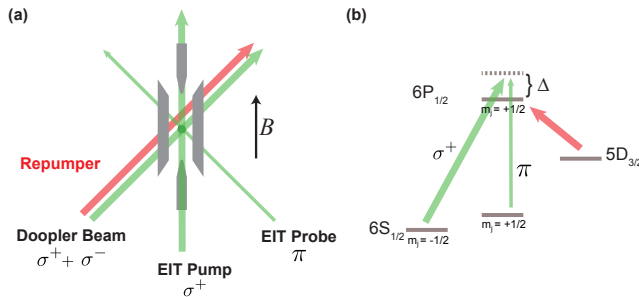 (a)
B
Repumper
Doopler Beam
σ⁺ + σ⁻
EIT Pump
σ⁺
EIT Probe
π
(b)
Δ
6P1/2
mj = +1/2
σ⁺
π
5D3/2
6S1/2
mj = -1/2
mj = +1/2